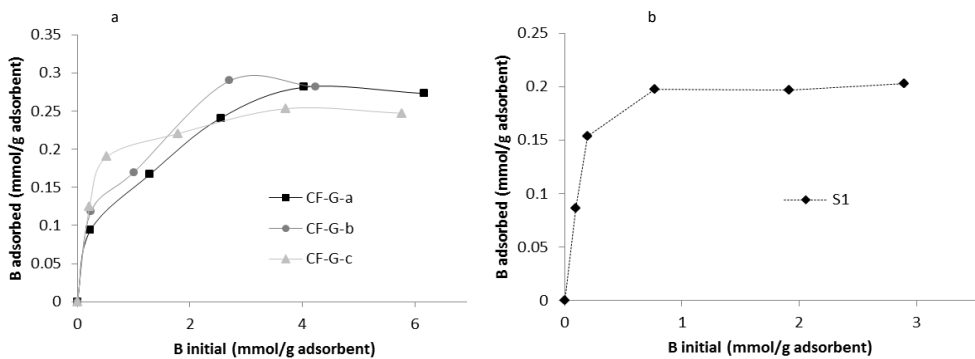 a
B adsorbed (mmol/g adsorbent)
0.35
0.3
0.25
0.2
0.15
0.1
0.05
0
0
2
4
6
B initial (mmol/g adsorbent)
CF-G-a
CF-G-b
CF-G-c
b
B adsorbed (mmol/g adsorbent)
0.25
0.2
0.15
0.1
0.05
0
0
1
2
3
B initial (mmol/g adsorbent)
S1